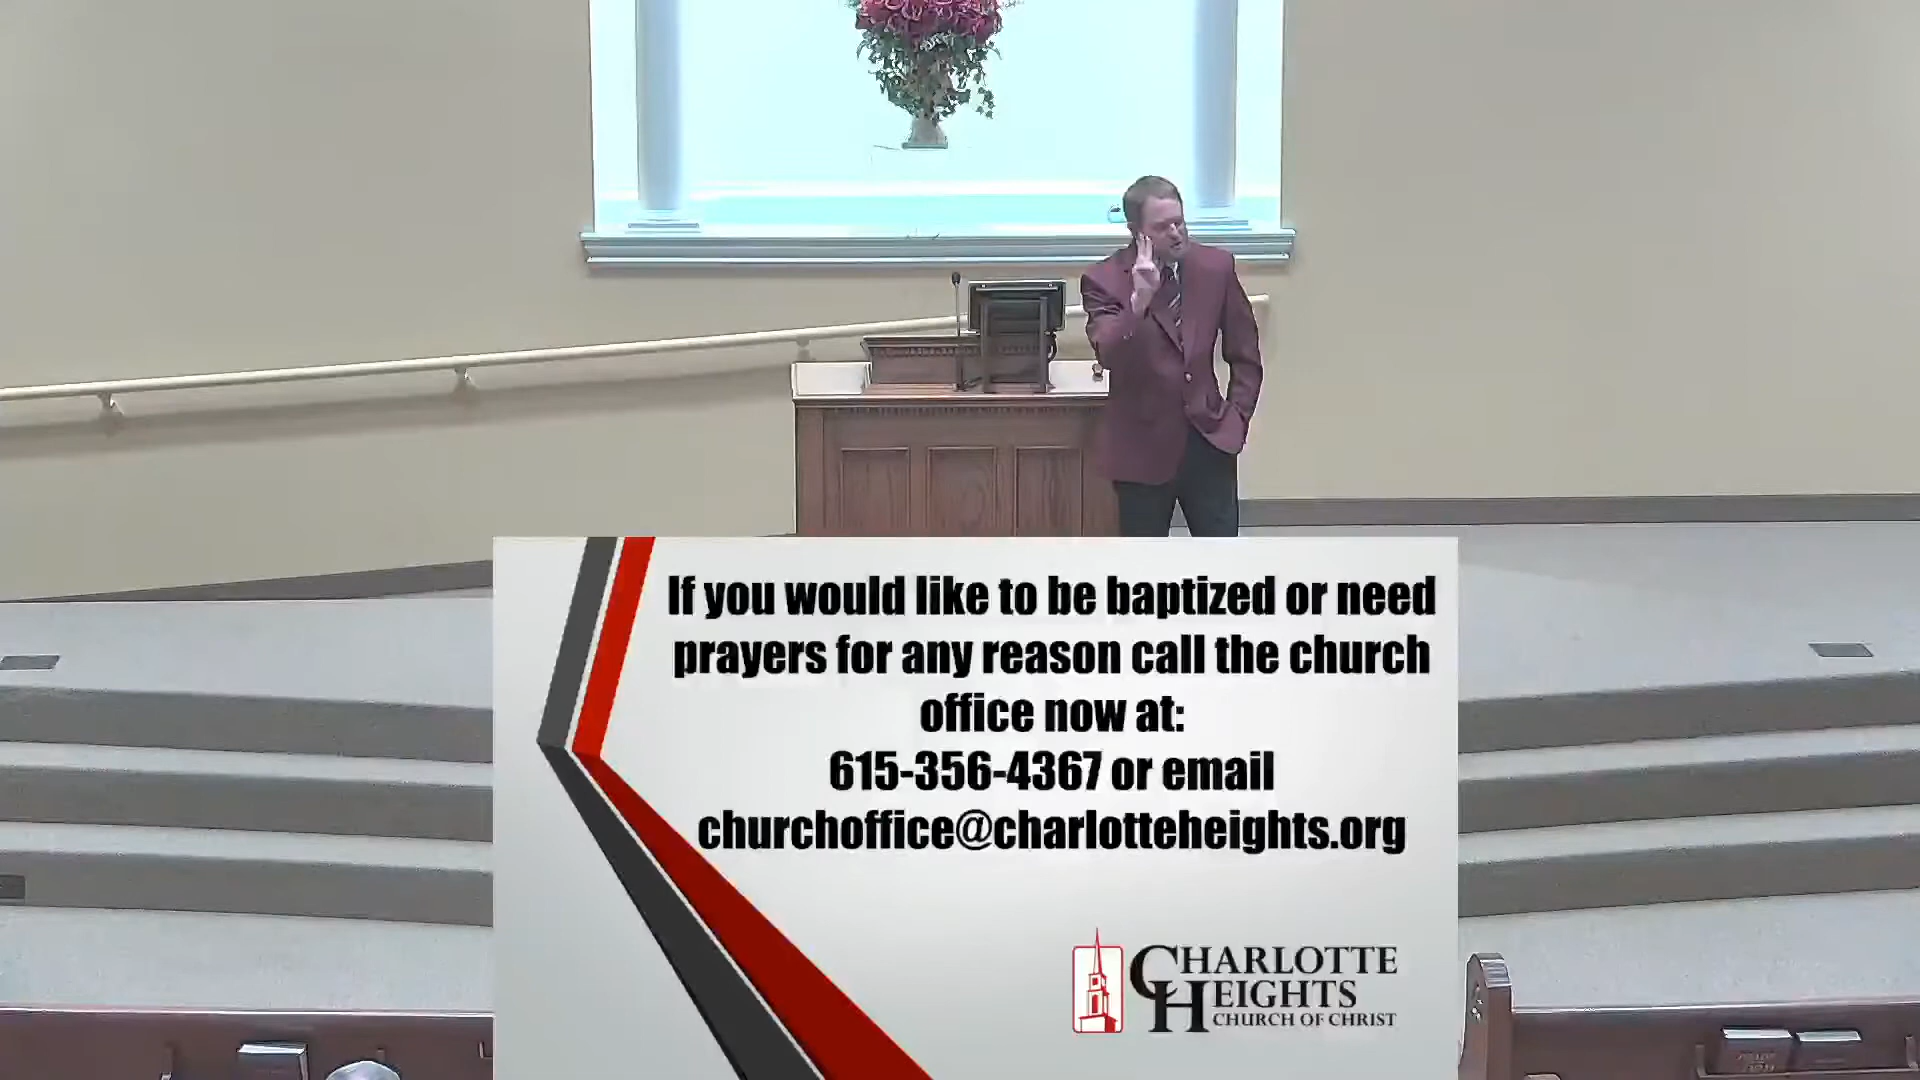 If you would like to be baptized or need
prayers for any reason call the church
office now at:
615-356-4367 or email
churchoffice@charlotteheights.org
CHARLOTTE
HEIGHTS
CHURCH OF CHRIST